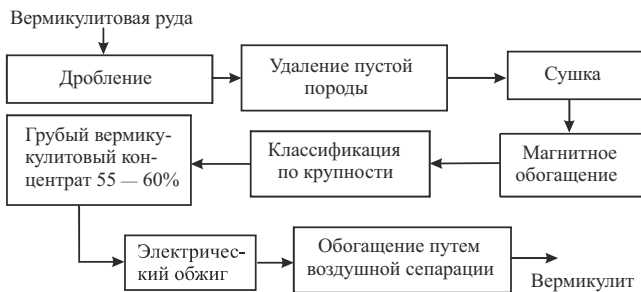 Вермикулитовая руда
Дробление
Удаление пустой
породы
Сушка
Магнитное
обогащение
Классификация
по крупности
Грубый вермику-
кулитовый кон-
центрат 55 — 60%
Электричес-
кий обжиг
Обогащение путем
воздушной сепарации
Вермикулит